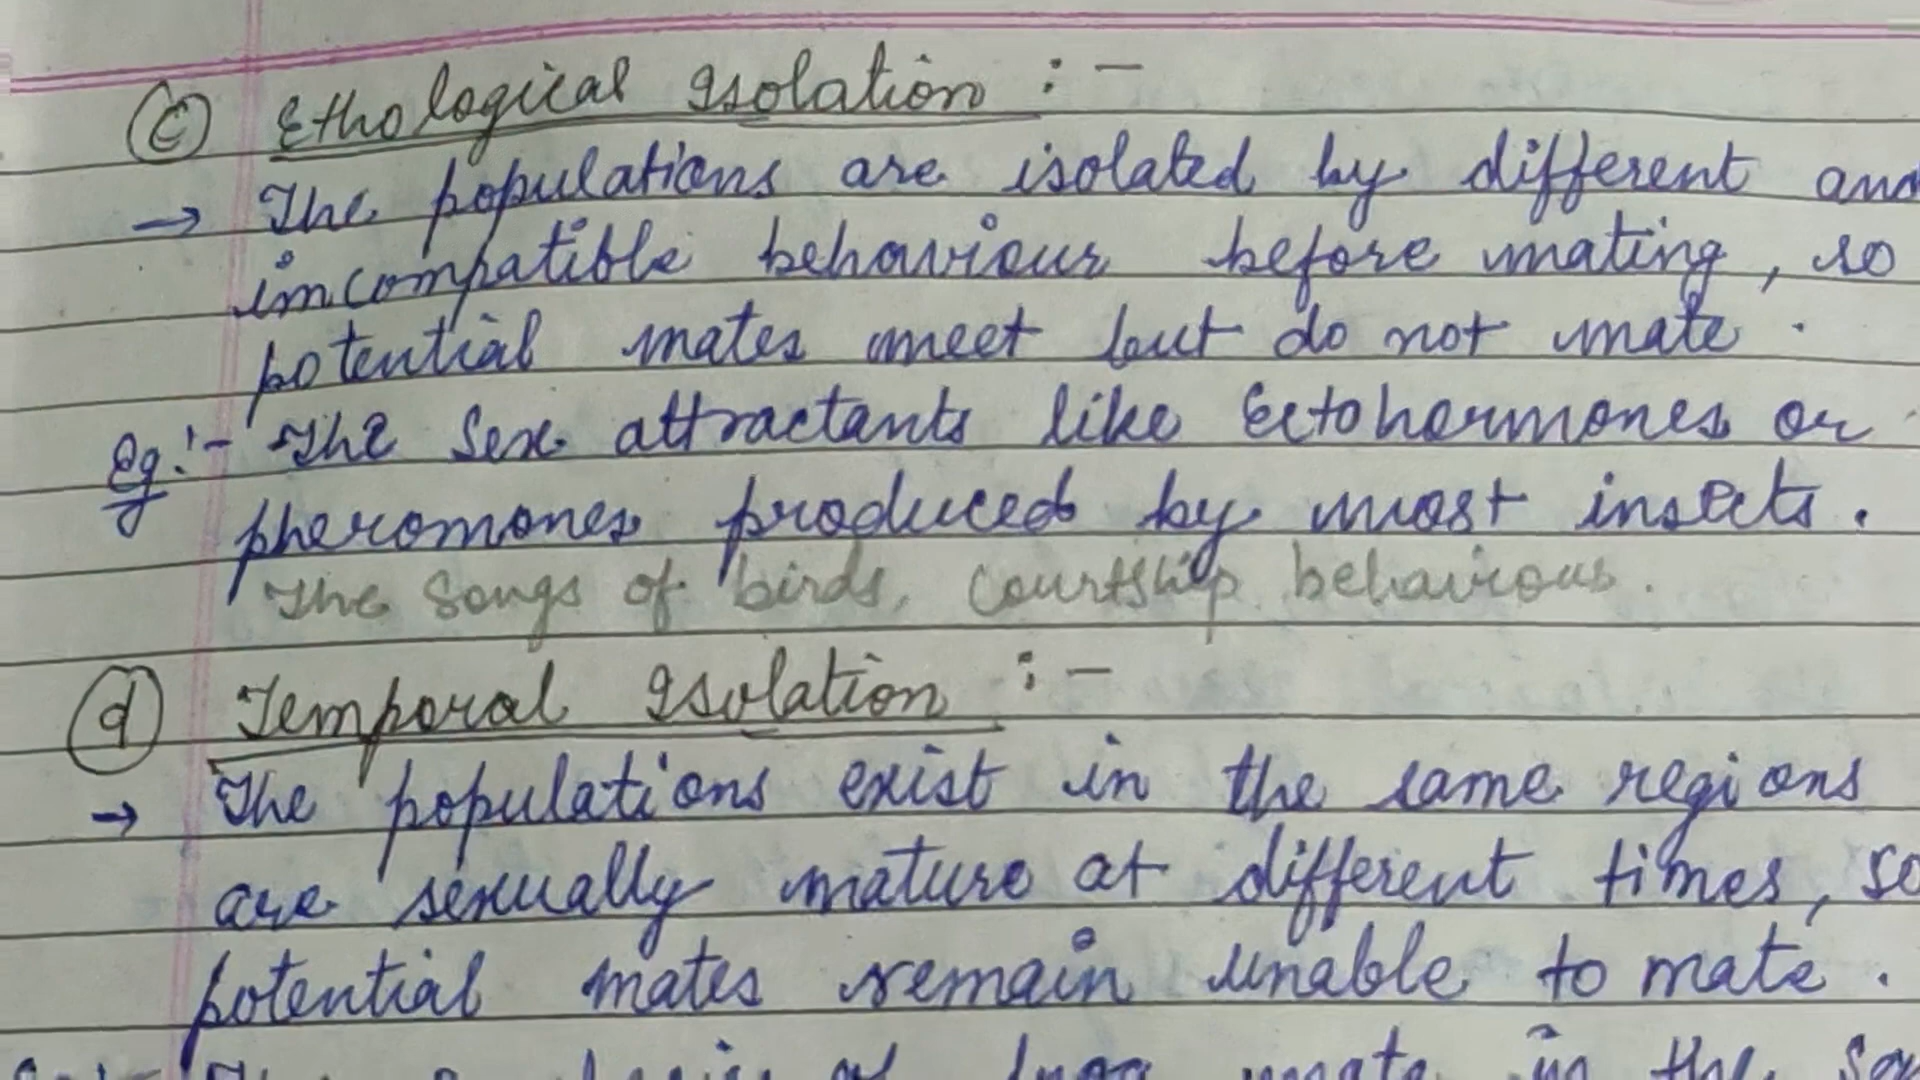 (c) Ethological Isolation :-
→ The populations are isolated by different and
incompatible behaviour before mating, so
potential mates meet but do not mate.
Eg:- The Sex attractants like Ectohormones or
pheromones produced by most insects.
The Songs of birds, Courtship behaviour.
(d) Temporal Isolation :-
→ The populations exist in the same regions
are sexually mature at different times, so
potential mates remain unable to mate.
in the